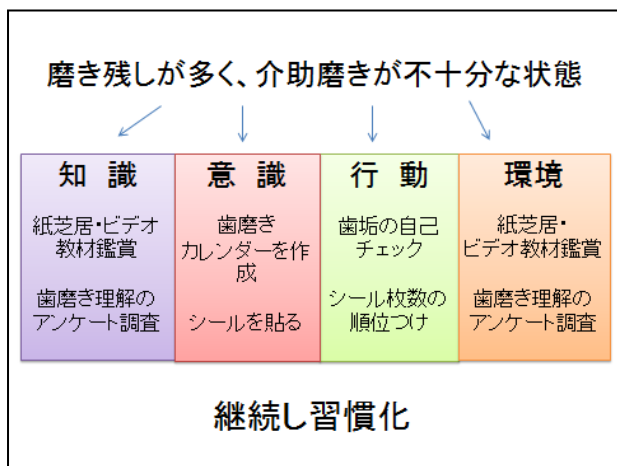 磨き残しが多く、介助磨きが不十分な状態
知 識
紙芝居・ビデオ
教材鑑賞
歯磨き理解の
アンケート調査
意 識
歯磨き
カレンダーを作
成
シールを貼る
行 動
歯垢の自己
チェック
シール枚数の
順位つけ
環境
紙芝居・
ビデオ教材鑑賞
歯磨き理解の
アンケート調査
継続し習慣化